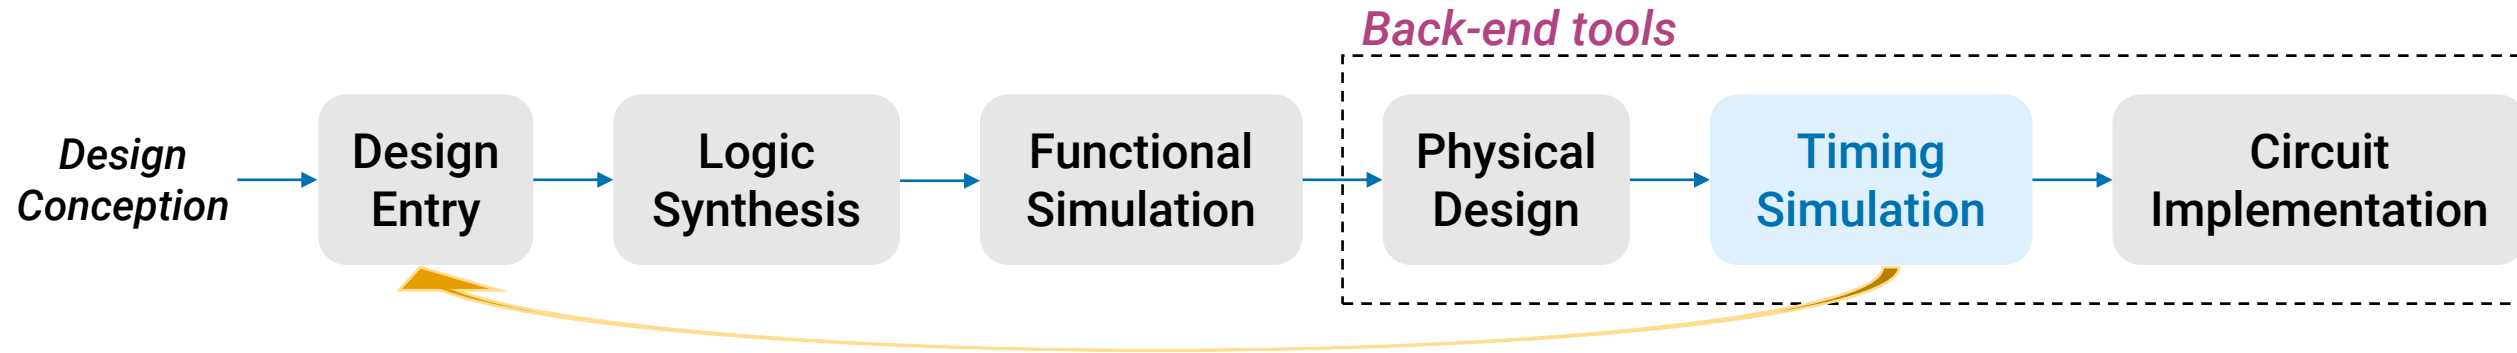 Back-end tools
Design
Conception
Design
Entry
Logic
Synthesis
Functional
Simulation
Physical
Design
Timing
Simulation
Circuit
Implementation